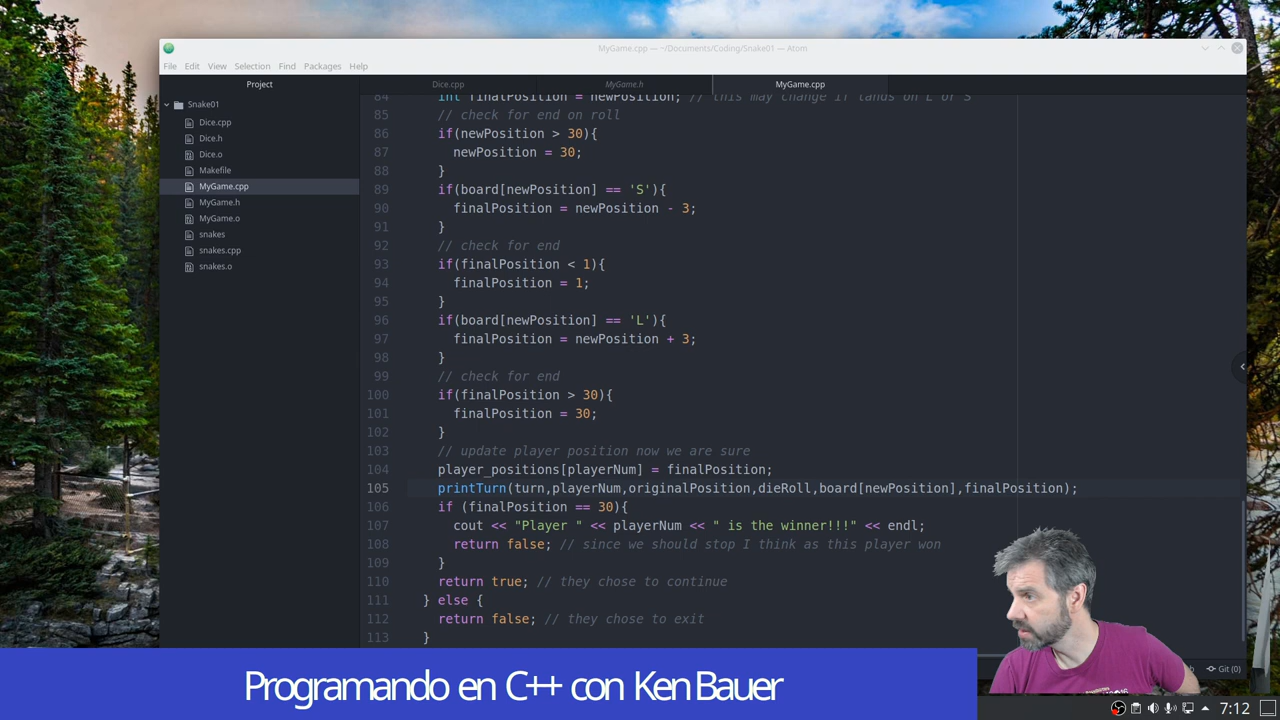 MyGame.cpp — ~/Documents/Coding/Snake01 — Atom
File Edit View Selection Find Packages Help
Project
Dice.cpp MyGame.h MyGame.cpp
Snake01
Dice.cpp
Dice.h
Dice.o
Makefile
MyGame.cpp
MyGame.h
MyGame.o
snakes
snakes.cpp
snakes.o
84 int finalPosition = newPosition; // this may change if lands on L or S
85 // check for end on roll
86 if(newPosition > 30){
87 newPosition = 30;
88 }
89 if(board[newPosition] == 'S'){
90 finalPosition = newPosition - 3;
91 }
92 // check for end
93 if(finalPosition < 1){
94 finalPosition = 1;
95 }
96 if(board[newPosition] == 'L'){
97 finalPosition = newPosition + 3;
98 }
99 // check for end
100 if(finalPosition > 30){
101 finalPosition = 30;
102 }
103 // update player position now we are sure
104 player_positions[playerNum] = finalPosition;
105 printTurn(turn,playerNum,originalPosition,dieRoll,board[newPosition],finalPosition);
106 if (finalPosition == 30){
107 cout << "Player " << playerNum << " is the winner!!!" << endl;
108 return false; // since we should stop I think as this player won
109 }
110 return true; // they chose to continue
111 } else {
112 return false; // they chose to exit
113 }
Git (0)
Programando en C++ con Ken Bauer
7:12